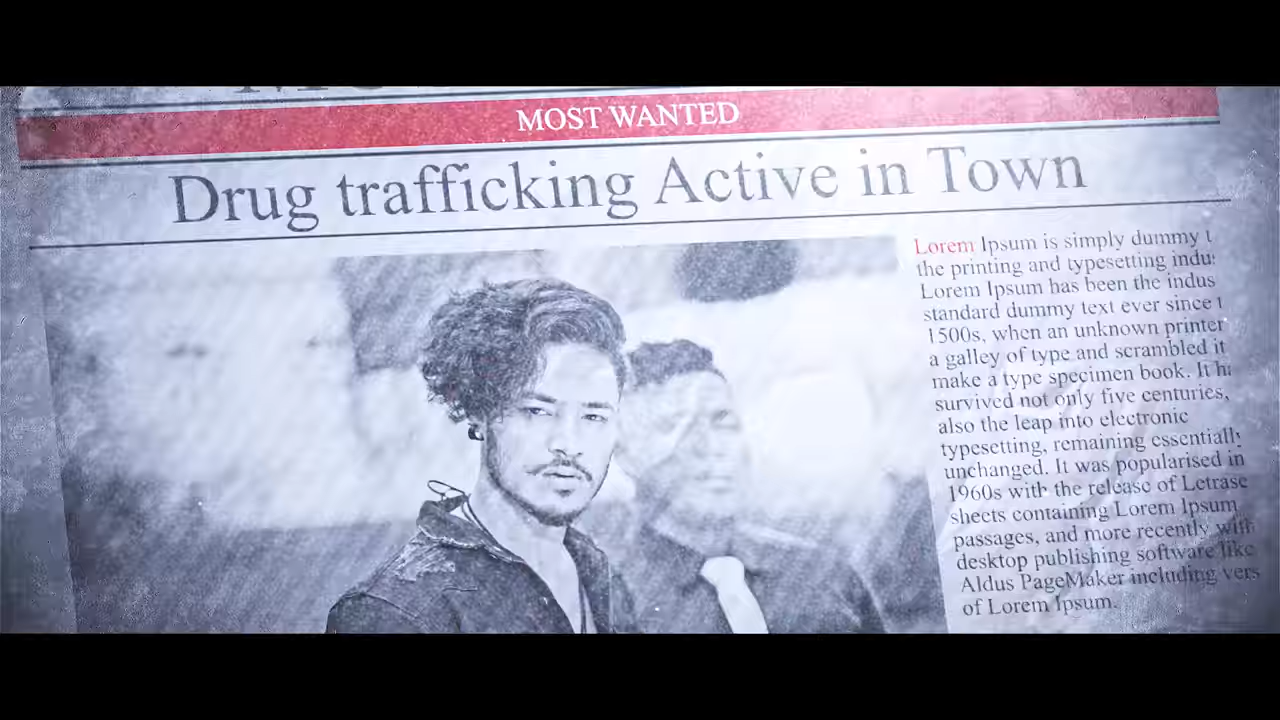 MOST WANTED
Drug trafficking Active in Town
Lorem Ipsum is simply dummy
the printing and typesetting
Lorem Ipsum has been the
standard dummy text ever since
1500s, when an unknown printer
a galley of type and scrambled it
make a type specimen book. It
survived not only five centuries,
also the leap into electronic
typesetting, remaining essentially
unchanged. It was popularised in
1960s with the release of
sheets containing Lorem Ipsum
passages, and more recently with
desktop publishing software like
Aldus PageMaker including
of Lorem Ipsum.